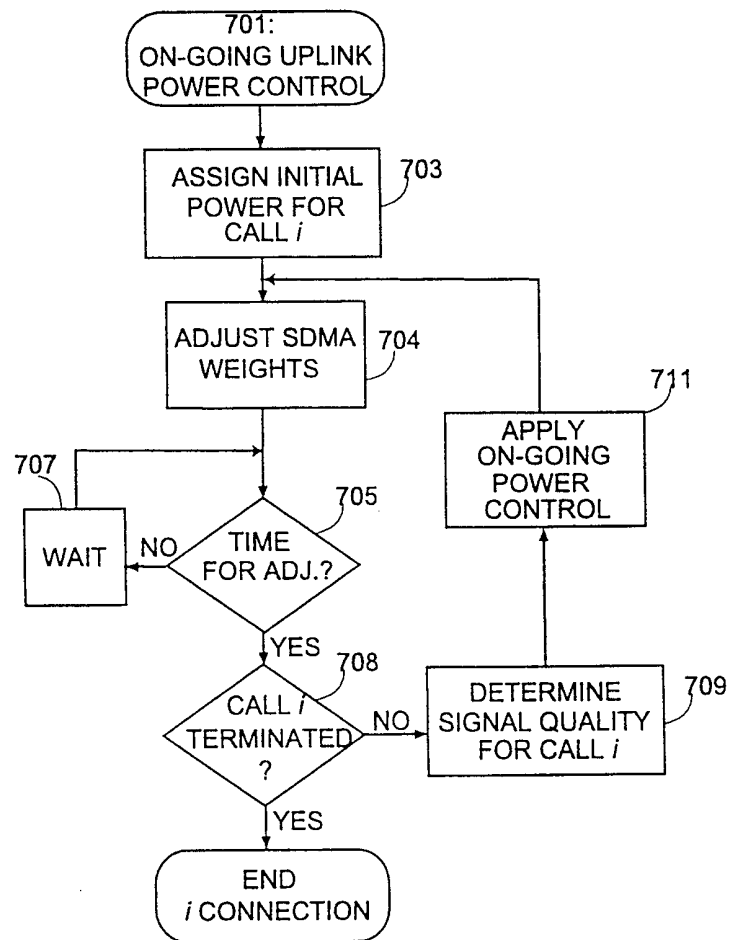 701:
ON-GOING UPLINK
POWER CONTROL
703
ASSIGN INITIAL
POWER FOR
CALL i
704
ADJUST SDMA
WEIGHTS
711
APPLY
ON-GOING
POWER
CONTROL
707
WAIT
NO
705
TIME
FOR ADJ.?
YES
708
CALL i
TERMINATED
?
NO
709
DETERMINE
SIGNAL QUALITY
FOR CALL i
YES
END
i CONNECTION